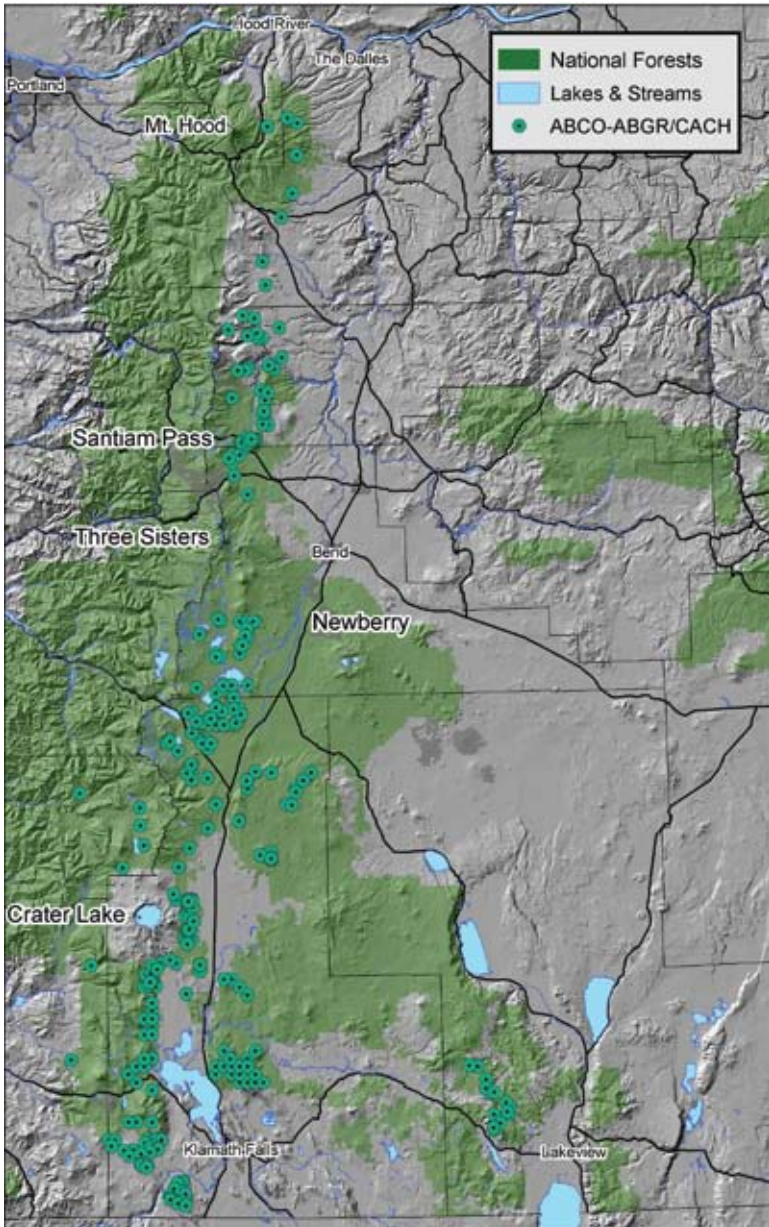 Hood River
The Dalles
Portland
Mt. Hood
National Forests
Lakes & Streams
ABCO-ABGR/CACH
Santiam Pass
Three Sisters
Bend
Newberry
Crater Lake
Klamath Falls
Lakeview